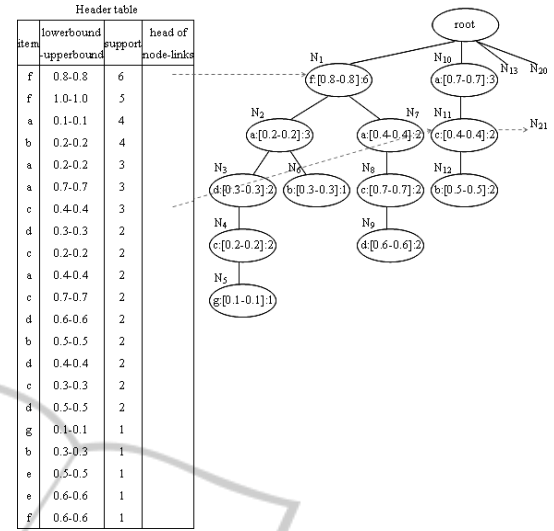 Header table
item lowerbound -upperbound support head of node-links
f 0.8-0.8 6
f 1.0-1.0 5
a 0.1-0.1 4
b 0.2-0.2 4
a 0.2-0.2 3
a 0.7-0.7 3
c 0.4-0.4 3
d 0.3-0.3 2
c 0.2-0.2 2
a 0.4-0.4 2
c 0.7-0.7 2
d 0.6-0.6 2
b 0.5-0.5 2
d 0.4-0.4 2
c 0.3-0.3 2
d 0.5-0.5 2
g 0.1-0.1 1
b 0.3-0.3 1
e 0.5-0.5 1
e 0.6-0.6 1
f 0.6-0.6 1
root
N1 N10 N13 N20
f:[0.8-0.8]:6 a:[0.7-0.7]:3
N2 N7 N11 N21
a:[0.2-0.2]:3 a:[0.4-0.4]:2 c:[0.4-0.4]:2
N3 N6 N8 N12
d:[0.3-0.3]:2 b:[0.3-0.3]:1 c:[0.7-0.7]:2 b:[0.5-0.5]:2
N4 N9
c:[0.2-0.2]:2 d:[0.6-0.6]:2
N5
g:[0.1-0.1]:1